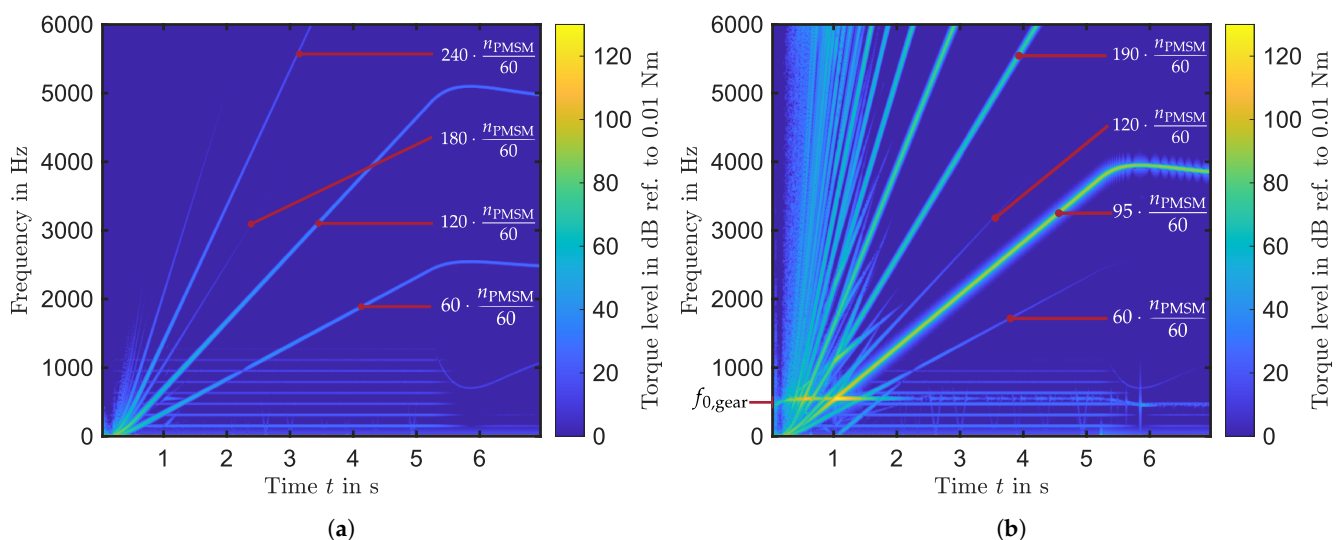 6000
5000
4000
3000
2000
1000
0
1 2 3 4 5 6
Frequency in Hz
Time t in s
240 · n_PMSM/60
180 · n_PMSM/60
120 · n_PMSM/60
60 · n_PMSM/60
120
100
80
60
40
20
0
Torque level in dB ref. to 0.01 Nm
(a)
6000
5000
4000
3000
2000
1000
0
f_0,gear
1 2 3 4 5 6
Frequency in Hz
Time t in s
190 · n_PMSM/60
120 · n_PMSM/60
95 · n_PMSM/60
60 · n_PMSM/60
120
100
80
60
40
20
0
Torque level in dB ref. to 0.01 Nm
(b)